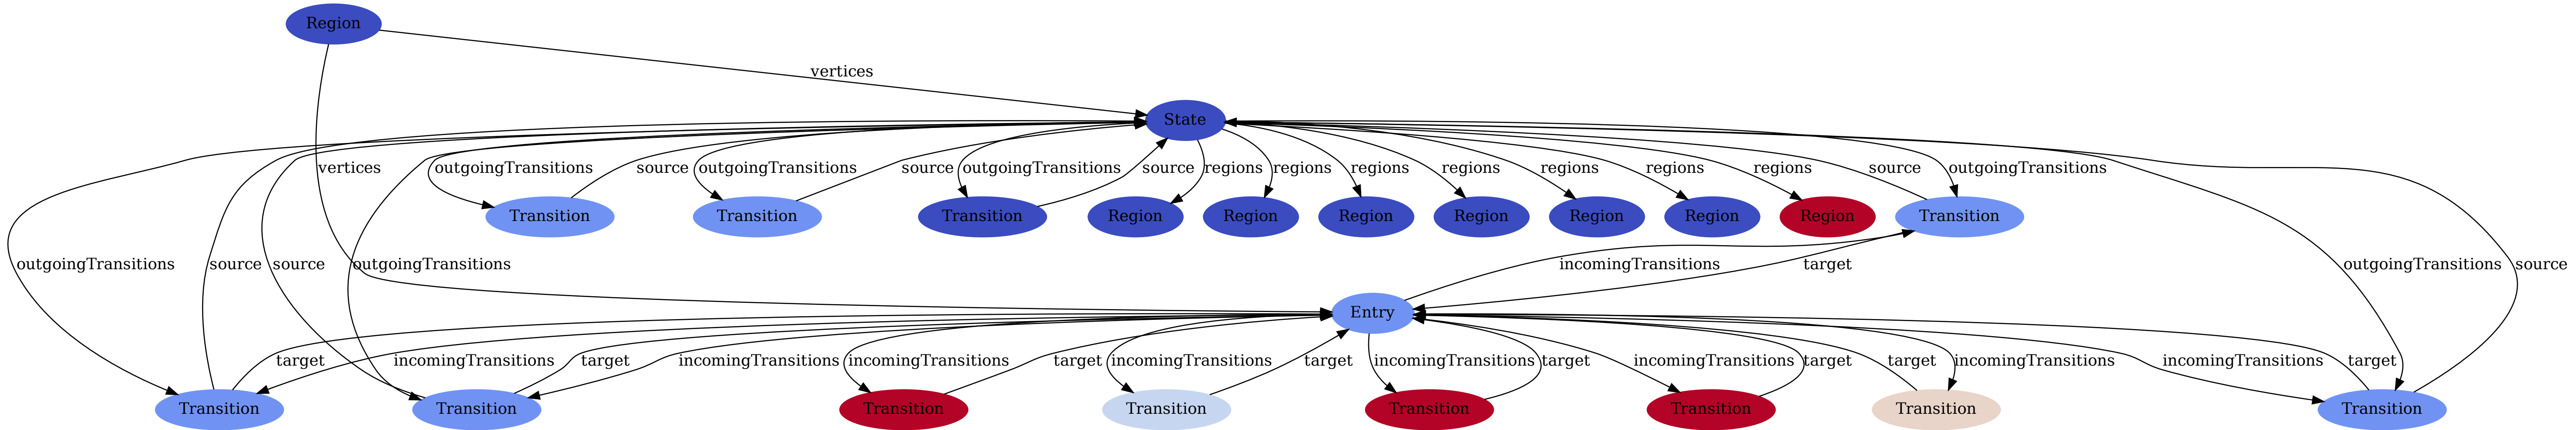 Region
vertices
State
outgoingTransitions source outgoingTransitions source outgoingTransitions source regions regions regions regions regions regions regions source outgoingTransitions
vertices
Transition Transition Transition Region Region Region Region Region Region Region Transition
outgoingTransitions source source outgoingTransitions incomingTransitions target outgoingTransitions source
Entry
target incomingTransitions target incomingTransitions incomingTransitions target incomingTransitions target incomingTransitions target incomingTransitions target target incomingTransitions incomingTransitions target
Transition Transition Transition Transition Transition Transition Transition Transition